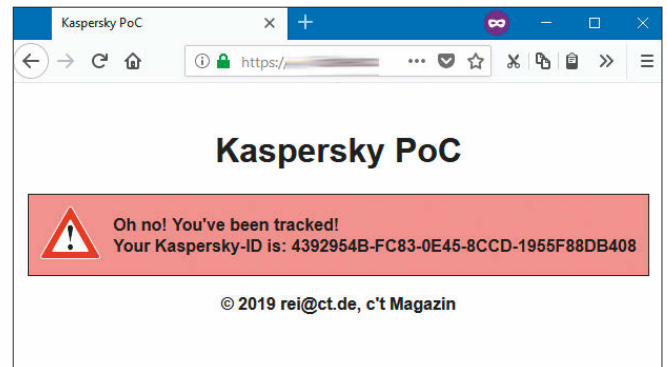 Kaspersky PoC
https:/
Kaspersky PoC
Oh no! You've been tracked!
Your Kaspersky-ID is: 4392954B-FC83-0E45-8CCD-1955F88DB408
© 2019 rei@ct.de, c't Magazin